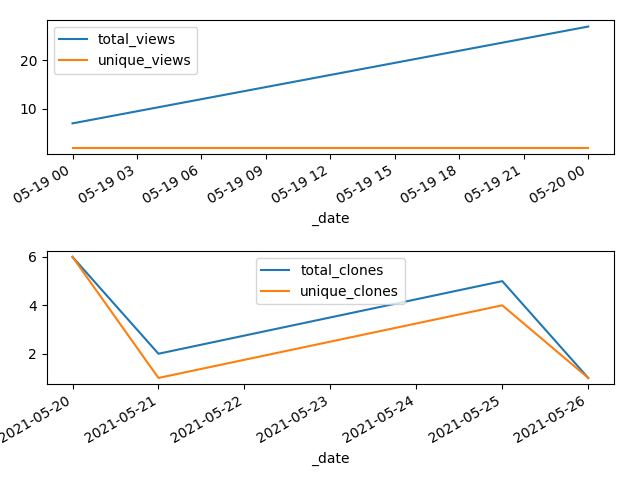 total_views
unique_views
20
10
05-19 00 05-19 03 05-19 06 05-19 09 05-19 12 05-19 15 05-19 18 05-19 21 05-20 00
_date
6
4
2
total_clones
unique_clones
2021-05-20 2021-05-21 2021-05-22 2021-05-23 2021-05-24 2021-05-25 2021-05-26
_date